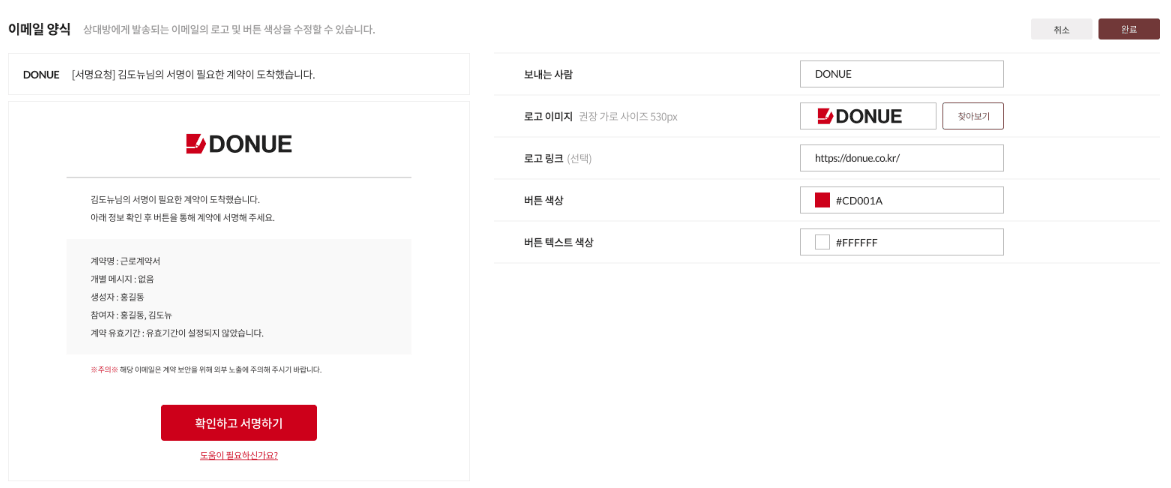 이메일 양식 상대방에게 발송되는 이메일의 로고 및 버튼 색상을 수정할 수 있습니다.
취소 완료
DONUE [서명요청] 김도뉴님의 서명이 필요한 계약이 도착했습니다.
DONUE
김도뉴님의 서명이 필요한 계약이 도착했습니다.
아래 정보 확인 후 버튼을 통해 계약에 서명해 주세요.
계약명 : 근로계약서
개별 메시지 : 없음
생성자 : 홍길동
참여자 : 홍길동, 김도뉴
계약 유효기간 : 유효기간이 설정되지 않았습니다.
※주의※ 해당 이메일은 계약 보안을 위해 외부 노출에 주의해 주시기 바랍니다.
확인하고 서명하기
도움이 필요하신가요?
보내는 사람 DONUE
로고 이미지 권장 가로 사이즈 530px DONUE 찾아보기
로고 링크 (선택) https://donue.co.kr/
버튼 색상 #CD001A
버튼 텍스트 색상 #FFFFFF